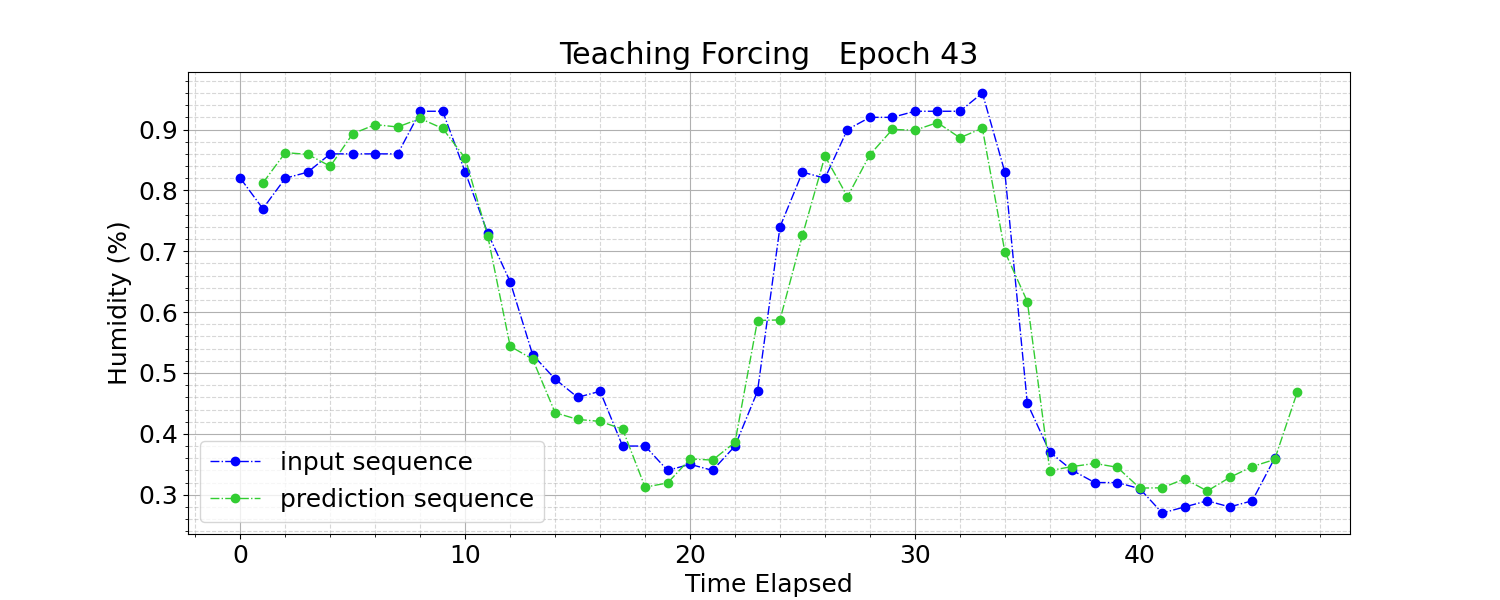 Teaching Forcing   Epoch 43
Humidity (%)
0.9
0.8
0.7
0.6
0.5
0.4
0.3
input sequence
prediction sequence
0 10 20 30 40
Time Elapsed